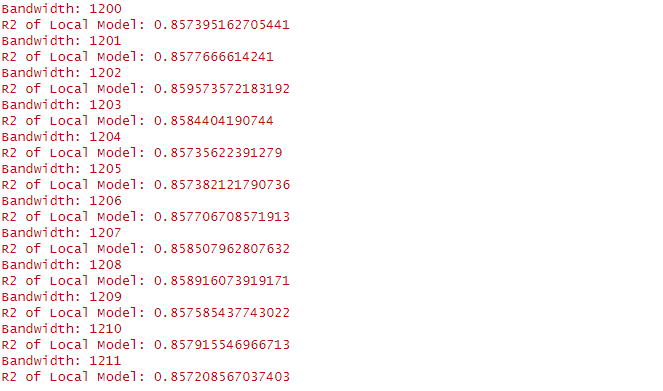 Bandwidth: 1200
R2 of Local Model: 0.857395162705441
Bandwidth: 1201
R2 of Local Model: 0.8577666614241
Bandwidth: 1202
R2 of Local Model: 0.859573572183192
Bandwidth: 1203
R2 of Local Model: 0.8584404190744
Bandwidth: 1204
R2 of Local Model: 0.85735622391279
Bandwidth: 1205
R2 of Local Model: 0.857382121790736
Bandwidth: 1206
R2 of Local Model: 0.857706708571913
Bandwidth: 1207
R2 of Local Model: 0.858507962807632
Bandwidth: 1208
R2 of Local Model: 0.858916073919171
Bandwidth: 1209
R2 of Local Model: 0.857585437743022
Bandwidth: 1210
R2 of Local Model: 0.857915546966713
Bandwidth: 1211
R2 of Local Model: 0.857208567037403